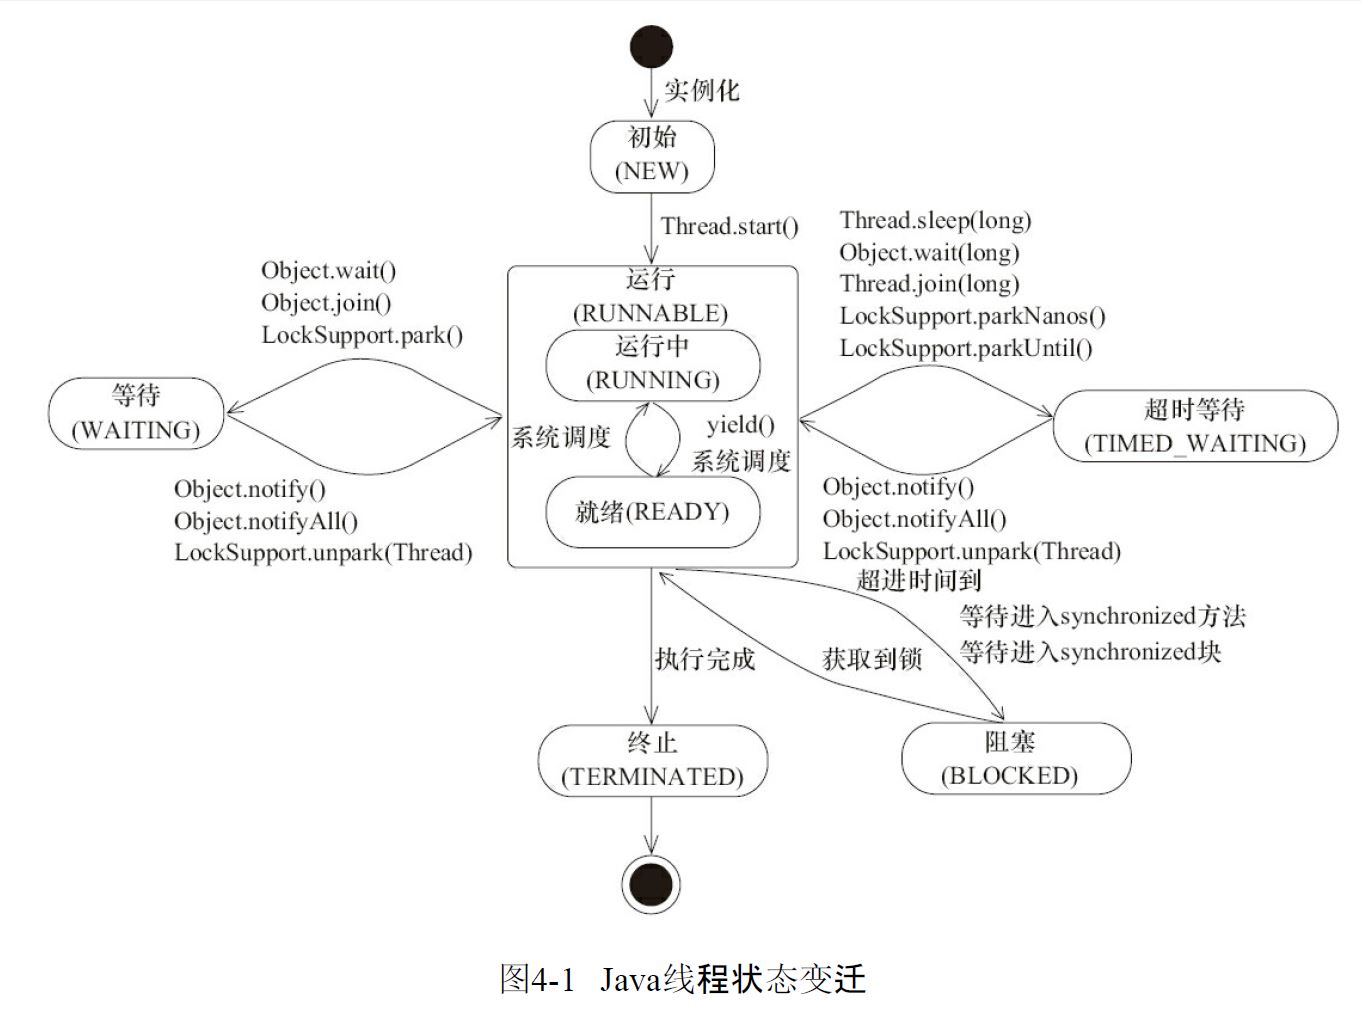 实例化
初始
(NEW)
Thread.start()
Thread.sleep(long)
Object.wait(long)
Thread.join(long)
LockSupport.parkNanos()
LockSupport.parkUntil()
Object.wait()
Object.join()
LockSupport.park()
运行
(RUNNABLE)
运行中
(RUNNING)
系统调度
yield()
系统调度
就绪(READY)
等待
(WAITING)
超时等待
(TIMED_WAITING)
Object.notify()
Object.notifyAll()
LockSupport.unpark(Thread)
Object.notify()
Object.notifyAll()
LockSupport.unpark(Thread)
超进时间到
等待进入synchronized方法
等待进入synchronized块
执行完成
获取到锁
终止
(TERMINATED)
阻塞
(BLOCKED)
图4-1 Java线程状态变迁